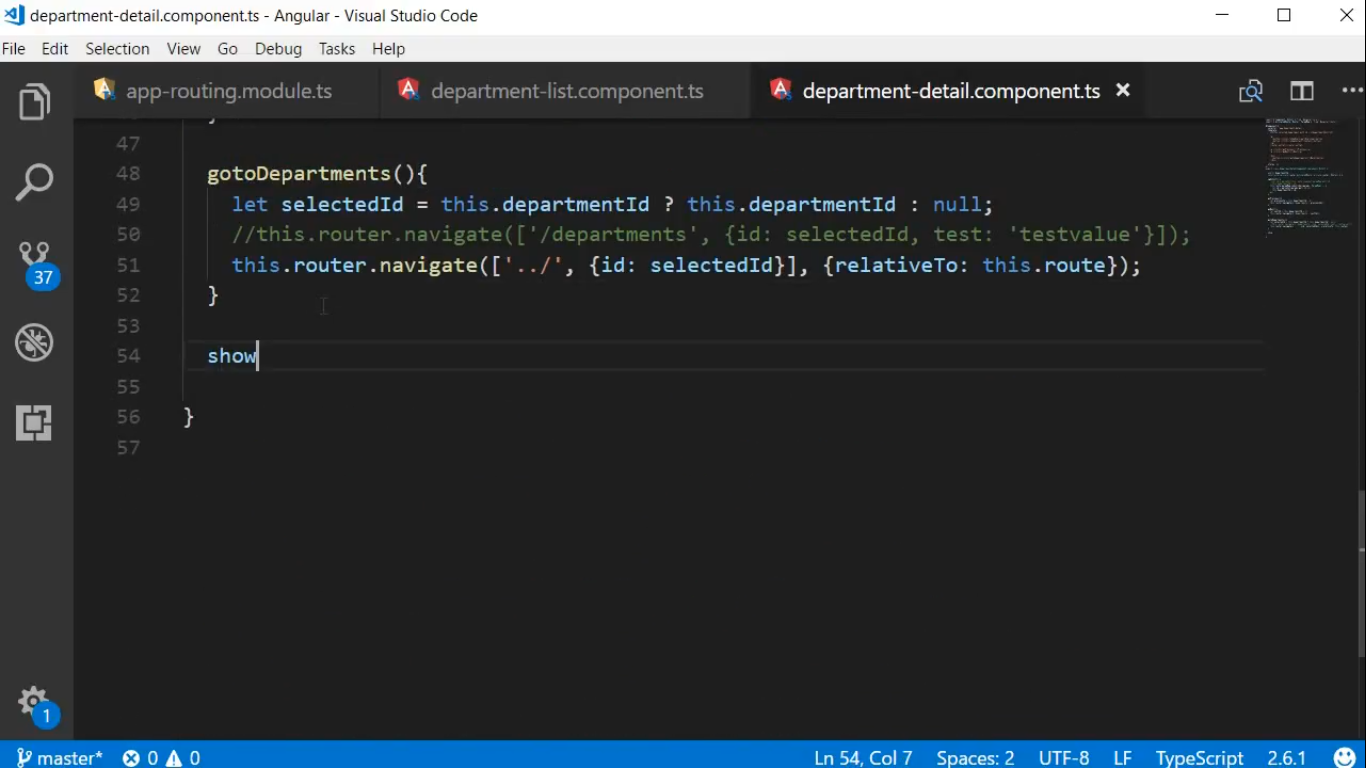 department-detail.component.ts - Angular - Visual Studio Code
File Edit Selection View Go Debug Tasks Help
app-routing.module.ts department-list.component.ts department-detail.component.ts
47
48 gotoDepartments(){
49 let selectedId = this.departmentId ? this.departmentId : null;
50 //this.router.navigate(['/departments', {id: selectedId, test: 'testvalue'}]);
51 this.router.navigate(['../', {id: selectedId}], {relativeTo: this.route});
52 }
53
54 show
55
56 }
57
37
1
master* 0 0 Ln 54, Col 7 Spaces: 2 UTF-8 LF TypeScript 2.6.1